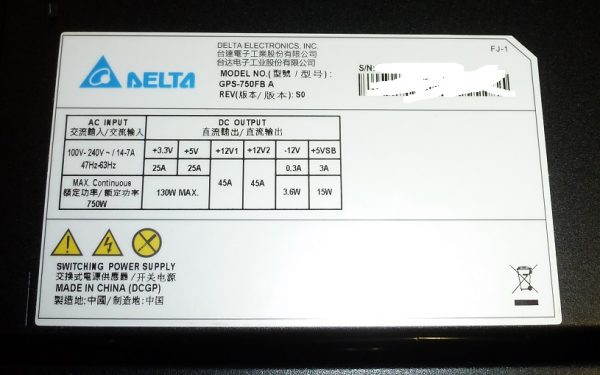 DELTA
DELTA ELECTRONICS, INC.
台達電子工業股份有限公司
台达电子工业股份有限公司
MODEL NO.(型號/型号):
GPS-750FB A
REV(版本/版本): S0
S/N:
FJ-1
AC INPUT
交流輸入/交流输入
DC OUTPUT
直流輸出/直流输出
100V- 240V ~ / 14-7A
47Hz-63Hz
+3.3V +5V +12V1 +12V2 -12V +5VSB
25A 25A 45A 45A 0.3A 3A
MAX. Continuous
額定功率/额定功率
750W
130W MAX. 3.6W 15W
SWITCHING POWER SUPPLY
交換式電源供應器/开关电源
MADE IN CHINA (DCGP)
製造地:中國/制造地:中国